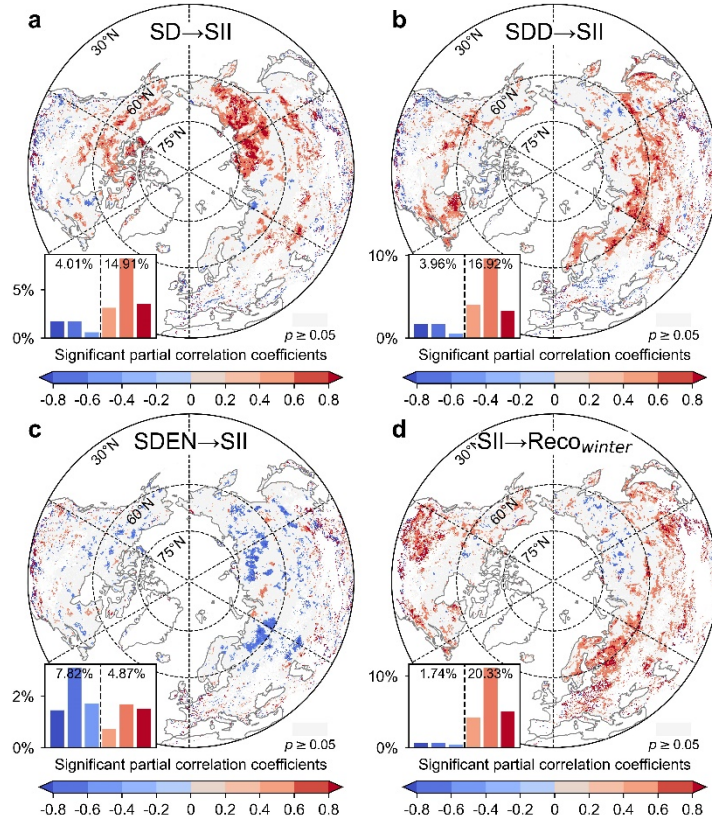 a
SD→SII
30°N
60°N
75°N
4.01%
14.91%
5%
0%
p ≥ 0.05
Significant partial correlation coefficients
-0.8 -0.6 -0.4 -0.2 0 0.2 0.4 0.6 0.8
b
SDD→SII
30°N
60°N
75°N
10%
3.96%
16.92%
0%
p ≥ 0.05
Significant partial correlation coefficients
-0.8 -0.6 -0.4 -0.2 0 0.2 0.4 0.6 0.8
c
SDEN→SII
30°N
60°N
75°N
7.82%
4.87%
2%
0%
p ≥ 0.05
Significant partial correlation coefficients
-0.8 -0.6 -0.4 -0.2 0 0.2 0.4 0.6 0.8
d
SII→Reco winter
30°N
60°N
75°N
10%
1.74%
20.33%
0%
p ≥ 0.05
Significant partial correlation coefficients
-0.8 -0.6 -0.4 -0.2 0 0.2 0.4 0.6 0.8